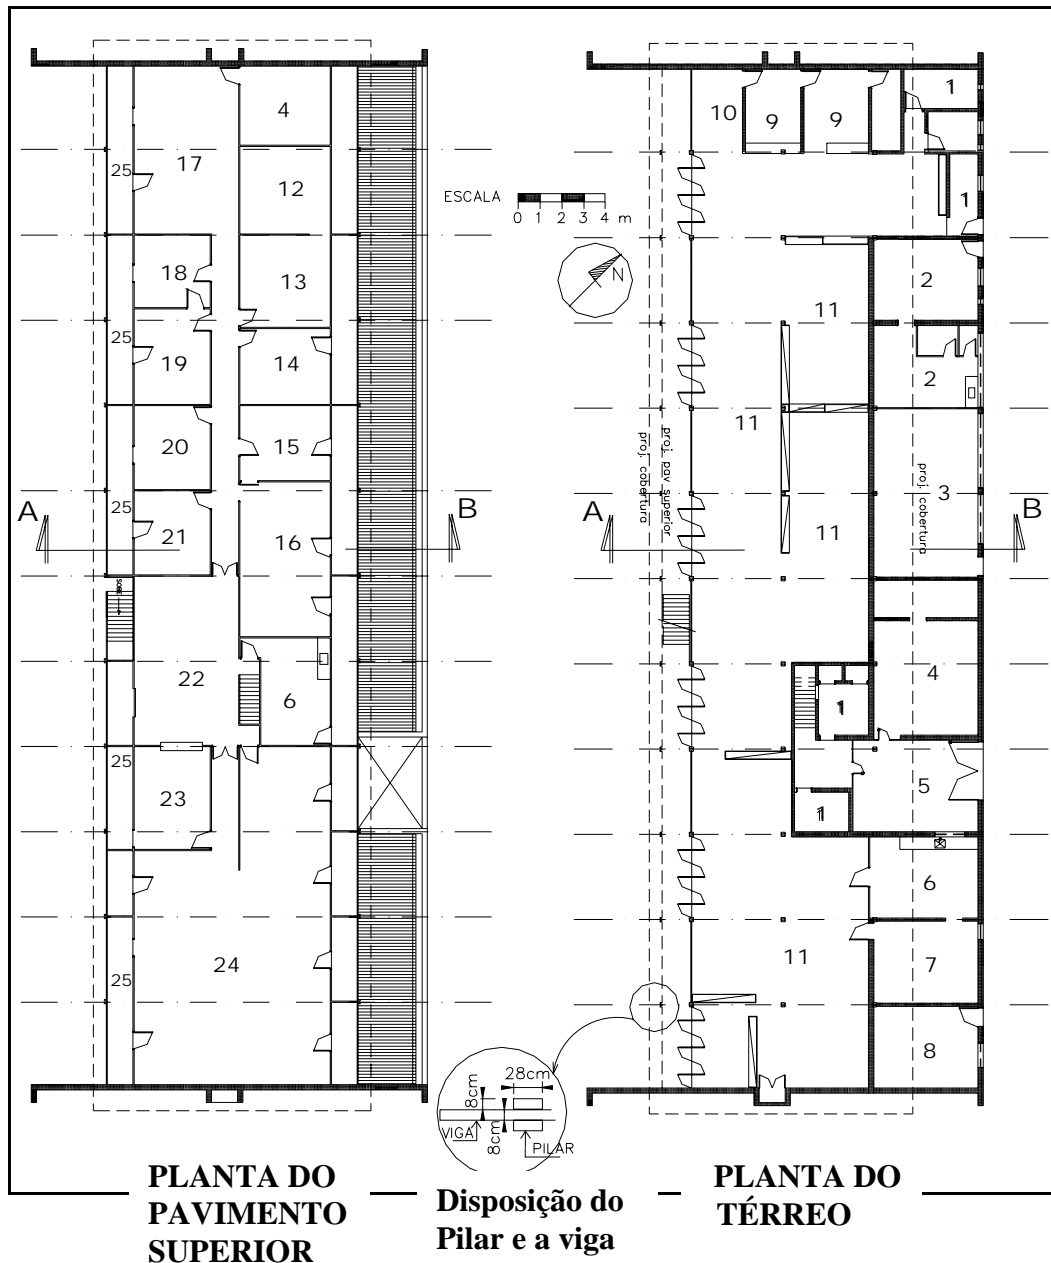 4
17
25
12
18
13
25
19
14
20
15
25
21
16
A
B
SOBE
22
6
25
23
24
25
ESCALA
0 1 2 3 4 m
N
10
9
9
1
1
11
2
2
11
proj. cobertura
proj. pav superior
proj. cobertura
3
A
B
11
4
1
5
1
6
11
7
8
28cm
8cm
8cm
VIGA
PILAR
PLANTA DO
PAVIMENTO
SUPERIOR
Disposição do
Pilar e a viga
PLANTA DO
TÉRREO